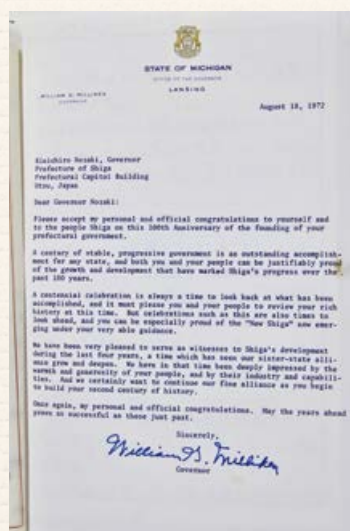 STATE OF MICHIGAN
OFFICE OF THE GOVERNOR
LANSING
WILLIAM G. MILLIKEN
GOVERNOR
August 18, 1972
Kinichiro Nozaki, Governor
Prefecture of Shiga
Prefectural Capitol Building
Otsu, Japan
Dear Governor Nozaki:
Please accept my personal and official congratulations to yourself and
to the people Shiga on this 100th Anniversary of the founding of your
prefectural government.
A century of stable, progressive government is an outstanding accomplish-
ment for any state, and both you and your people can be justifiably proud
of the growth and development that have marked Shiga's progress over the
past 100 years.
A centennial celebration is always a time to look back at what has been
accomplished, and it must please you and your people to review your rich
history at this time. But celebrations such as this are also times to
look ahead, and you can be especially proud of the "New Shiga" now emer-
ging under your very able guidance.
We have been very pleased to serve as witnesses to Shiga's development
during the last four years, a time which has seen our sister-state alli-
ance grow and deepen. We have in that time been deeply impressed by the
warmth and generosity of your people, and by their industry and capabili-
ties. And we certainly want to continue our fine alliance as you begin
to build your second century of history.
Once again, my personal and official congratulations. May the years ahead
prove as successful as those just past.
Sincerely,
William G. Milliken
Governor